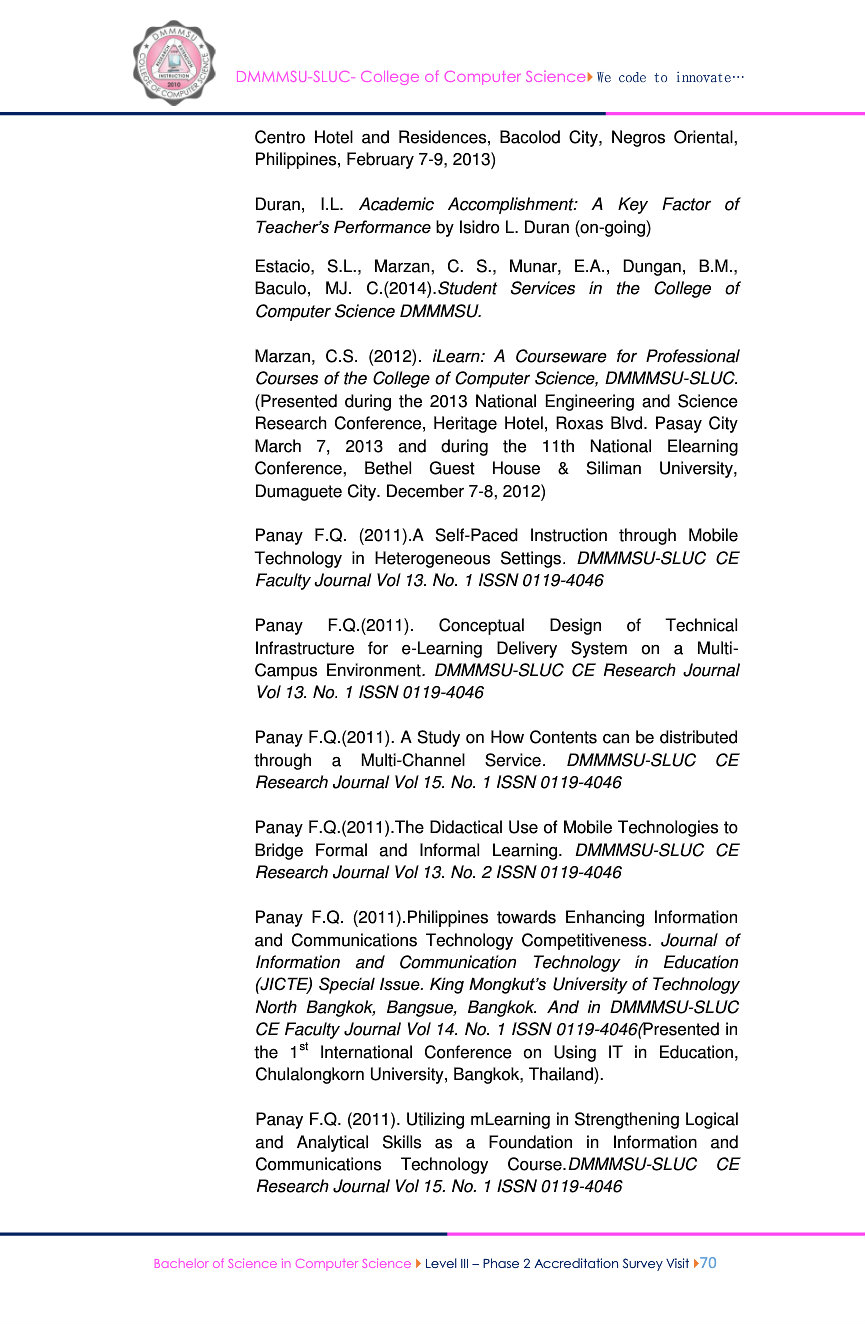 DMMMSU
RESEARCH
EXTENSION
INSTRUCTION
2010
COLLEGE OF COMPUTER SCIENCE
DMMMSU-SLUC- College of Computer Science We code to innovate…
Centro Hotel and Residences, Bacolod City, Negros Oriental,
Philippines, February 7-9, 2013)
Duran, I.L. Academic Accomplishment: A Key Factor of
Teacher's Performance by Isidro L. Duran (on-going)
Estacio, S.L., Marzan, C. S., Munar, E.A., Dungan, B.M.,
Baculo, MJ. C.(2014).Student Services in the College of
Computer Science DMMMSU.
Marzan, C.S. (2012). iLearn: A Courseware for Professional
Courses of the College of Computer Science, DMMMSU-SLUC.
(Presented during the 2013 National Engineering and Science
Research Conference, Heritage Hotel, Roxas Blvd. Pasay City
March 7, 2013 and during the 11th National Elearning
Conference, Bethel Guest House & Siliman University,
Dumaguete City. December 7-8, 2012)
Panay F.Q. (2011).A Self-Paced Instruction through Mobile
Technology in Heterogeneous Settings. DMMMSU-SLUC CE
Faculty Journal Vol 13. No. 1 ISSN 0119-4046
Panay F.Q.(2011). Conceptual Design of Technical
Infrastructure for e-Learning Delivery System on a Multi-
Campus Environment. DMMMSU-SLUC CE Research Journal
Vol 13. No. 1 ISSN 0119-4046
Panay F.Q.(2011). A Study on How Contents can be distributed
through a Multi-Channel Service. DMMMSU-SLUC CE
Research Journal Vol 15. No. 1 ISSN 0119-4046
Panay F.Q.(2011).The Didactical Use of Mobile Technologies to
Bridge Formal and Informal Learning. DMMMSU-SLUC CE
Research Journal Vol 13. No. 2 ISSN 0119-4046
Panay F.Q. (2011).Philippines towards Enhancing Information
and Communications Technology Competitiveness. Journal of
Information and Communication Technology in Education
(JICTE) Special Issue. King Mongkut's University of Technology
North Bangkok, Bangsue, Bangkok. And in DMMMSU-SLUC
CE Faculty Journal Vol 14. No. 1 ISSN 0119-4046(Presented in
the 1st International Conference on Using IT in Education,
Chulalongkorn University, Bangkok, Thailand).
Panay F.Q. (2011). Utilizing mLearning in Strengthening Logical
and Analytical Skills as a Foundation in Information and
Communications Technology Course.DMMMSU-SLUC CE
Research Journal Vol 15. No. 1 ISSN 0119-4046
Bachelor of Science in Computer Science Level III – Phase 2 Accreditation Survey Visit 70